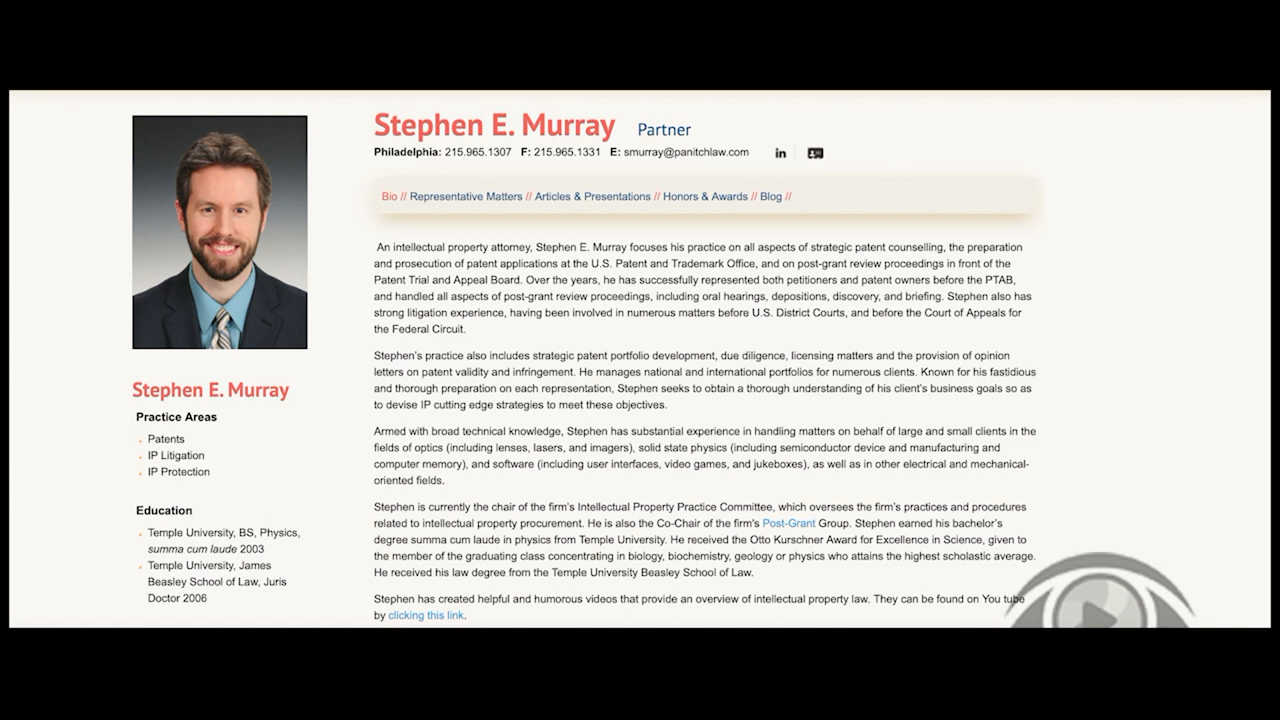 Stephen E. Murray Partner
Philadelphia: 215.965.1307 F: 215.965.1331 E: smurray@panitchlaw.com in
Bio // Representative Matters // Articles & Presentations // Honors & Awards // Blog //
An intellectual property attorney, Stephen E. Murray focuses his practice on all aspects of strategic patent counselling, the preparation
and prosecution of patent applications at the U.S. Patent and Trademark Office, and on post-grant review proceedings in front of the
Patent Trial and Appeal Board. Over the years, he has successfully represented both petitioners and patent owners before the PTAB,
and handled all aspects of post-grant review proceedings, including oral hearings, depositions, discovery, and briefing. Stephen also has
strong litigation experience, having been involved in numerous matters before U.S. District Courts, and before the Court of Appeals for
the Federal Circuit.
Stephen's practice also includes strategic patent portfolio development, due diligence, licensing matters and the provision of opinion
letters on patent validity and infringement. He manages national and international portfolios for numerous clients. Known for his fastidious
and thorough preparation on each representation, Stephen seeks to obtain a thorough understanding of his client's business goals so as
to devise IP cutting edge strategies to meet these objectives.
Armed with broad technical knowledge, Stephen has substantial experience in handling matters on behalf of large and small clients in the
fields of optics (including lenses, lasers, and imagers), solid state physics (including semiconductor device and manufacturing and
computer memory), and software (including user interfaces, video games, and jukeboxes), as well as in other electrical and mechanical-
oriented fields.
Stephen is currently the chair of the firm's Intellectual Property Practice Committee, which oversees the firm's practices and procedures
related to intellectual property procurement. He is also the Co-Chair of the firm's Post-Grant Group. Stephen earned his bachelor's
degree summa cum laude in physics from Temple University. He received the Otto Kurschner Award for Excellence in Science, given to
the member of the graduating class concentrating in biology, biochemistry, geology or physics who attains the highest scholastic average.
He received his law degree from the Temple University Beasley School of Law.
Stephen has created helpful and humorous videos that provide an overview of intellectual property law. They can be found on You tube
by clicking this link.
Stephen E. Murray
Practice Areas
Patents
IP Litigation
IP Protection
Education
Temple University, BS, Physics,
summa cum laude 2003
Temple University, James
Beasley School of Law, Juris
Doctor 2006